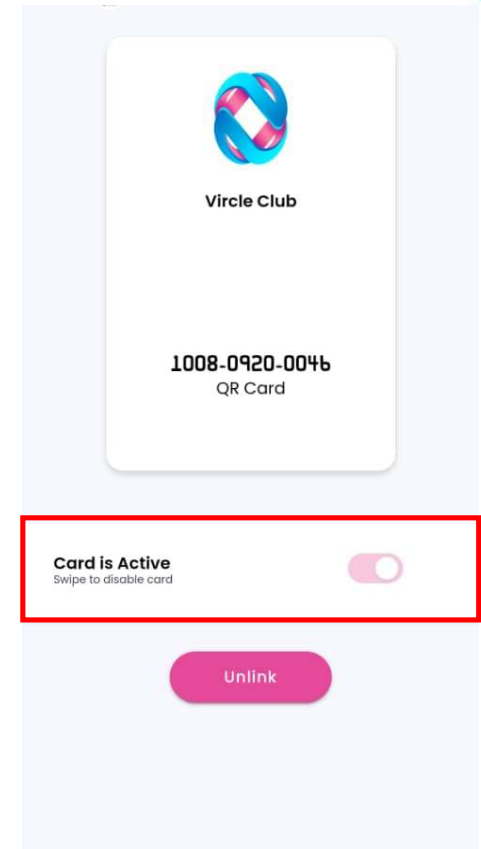 Vircle Club
1008-0920-0046
QR Card
Card is Active
Swipe to disable card
Unlink